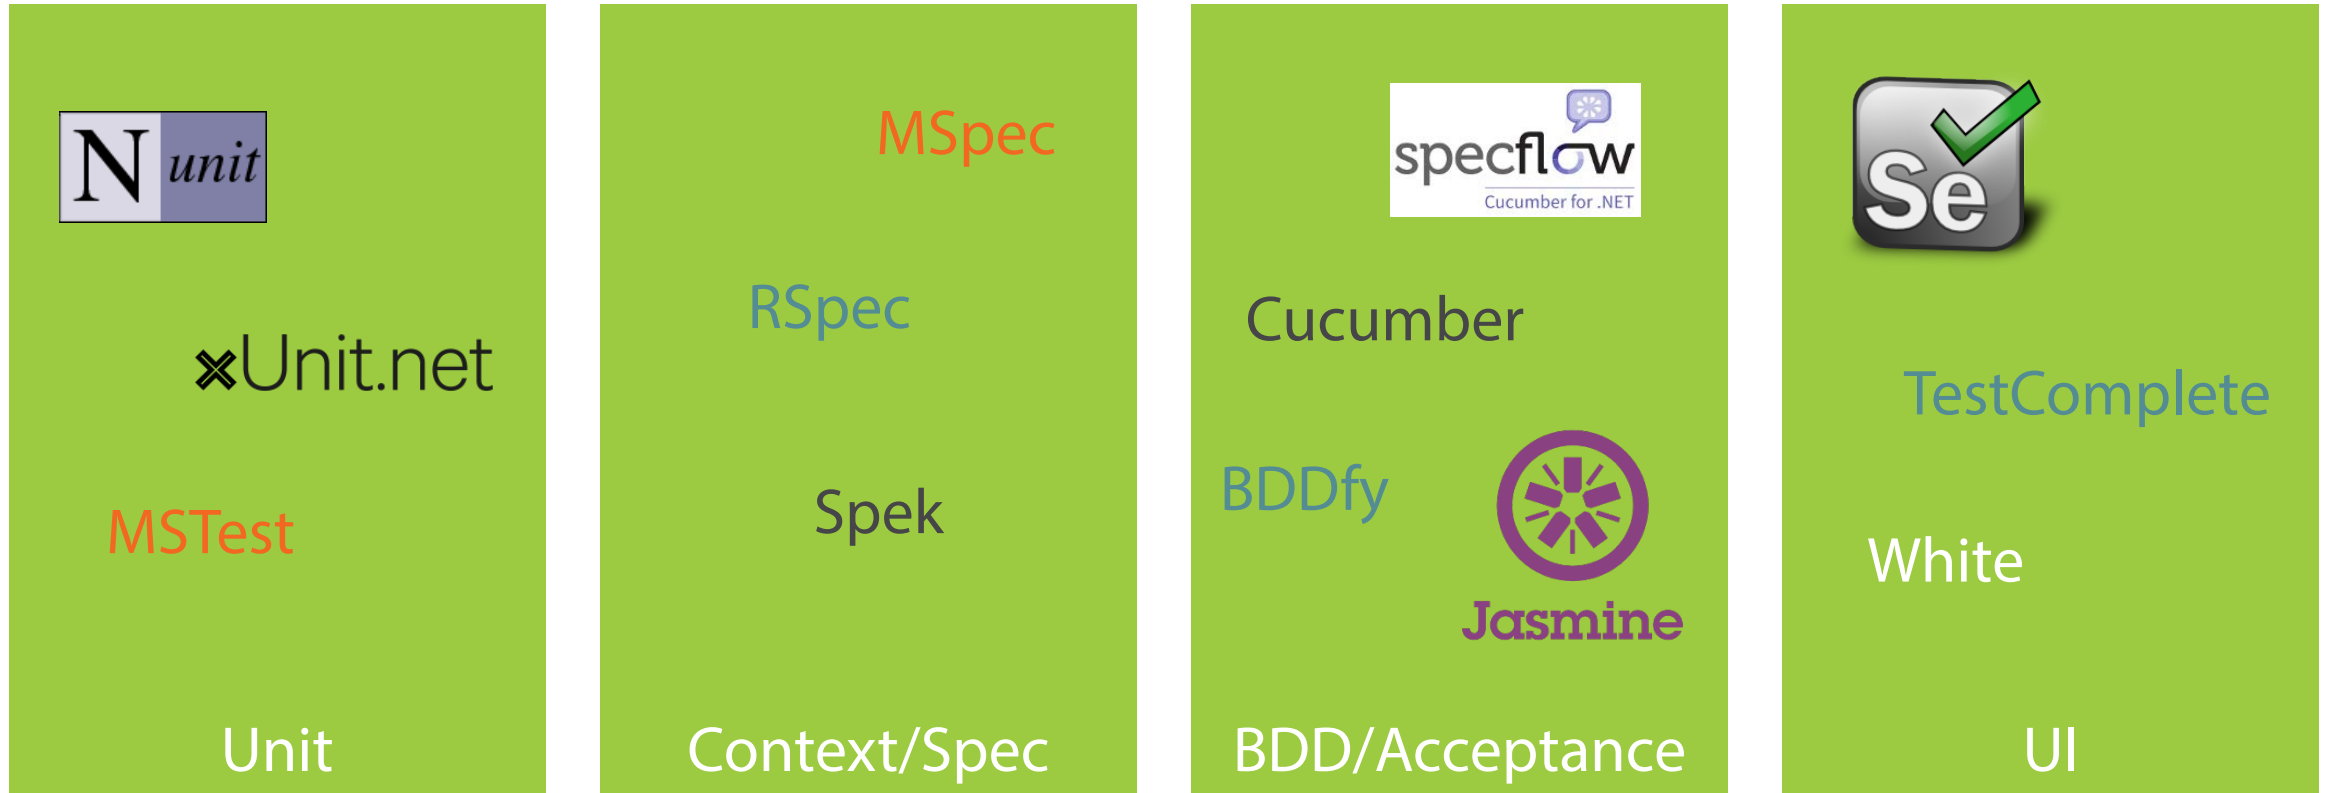 N unit
xUnit.net
MSTest
Unit
MSpec
RSpec
Spek
Context/Spec
specflow
Cucumber for .NET
Cucumber
BDDfy
Jasmine
BDD/Acceptance
Se
TestComplete
White
UI